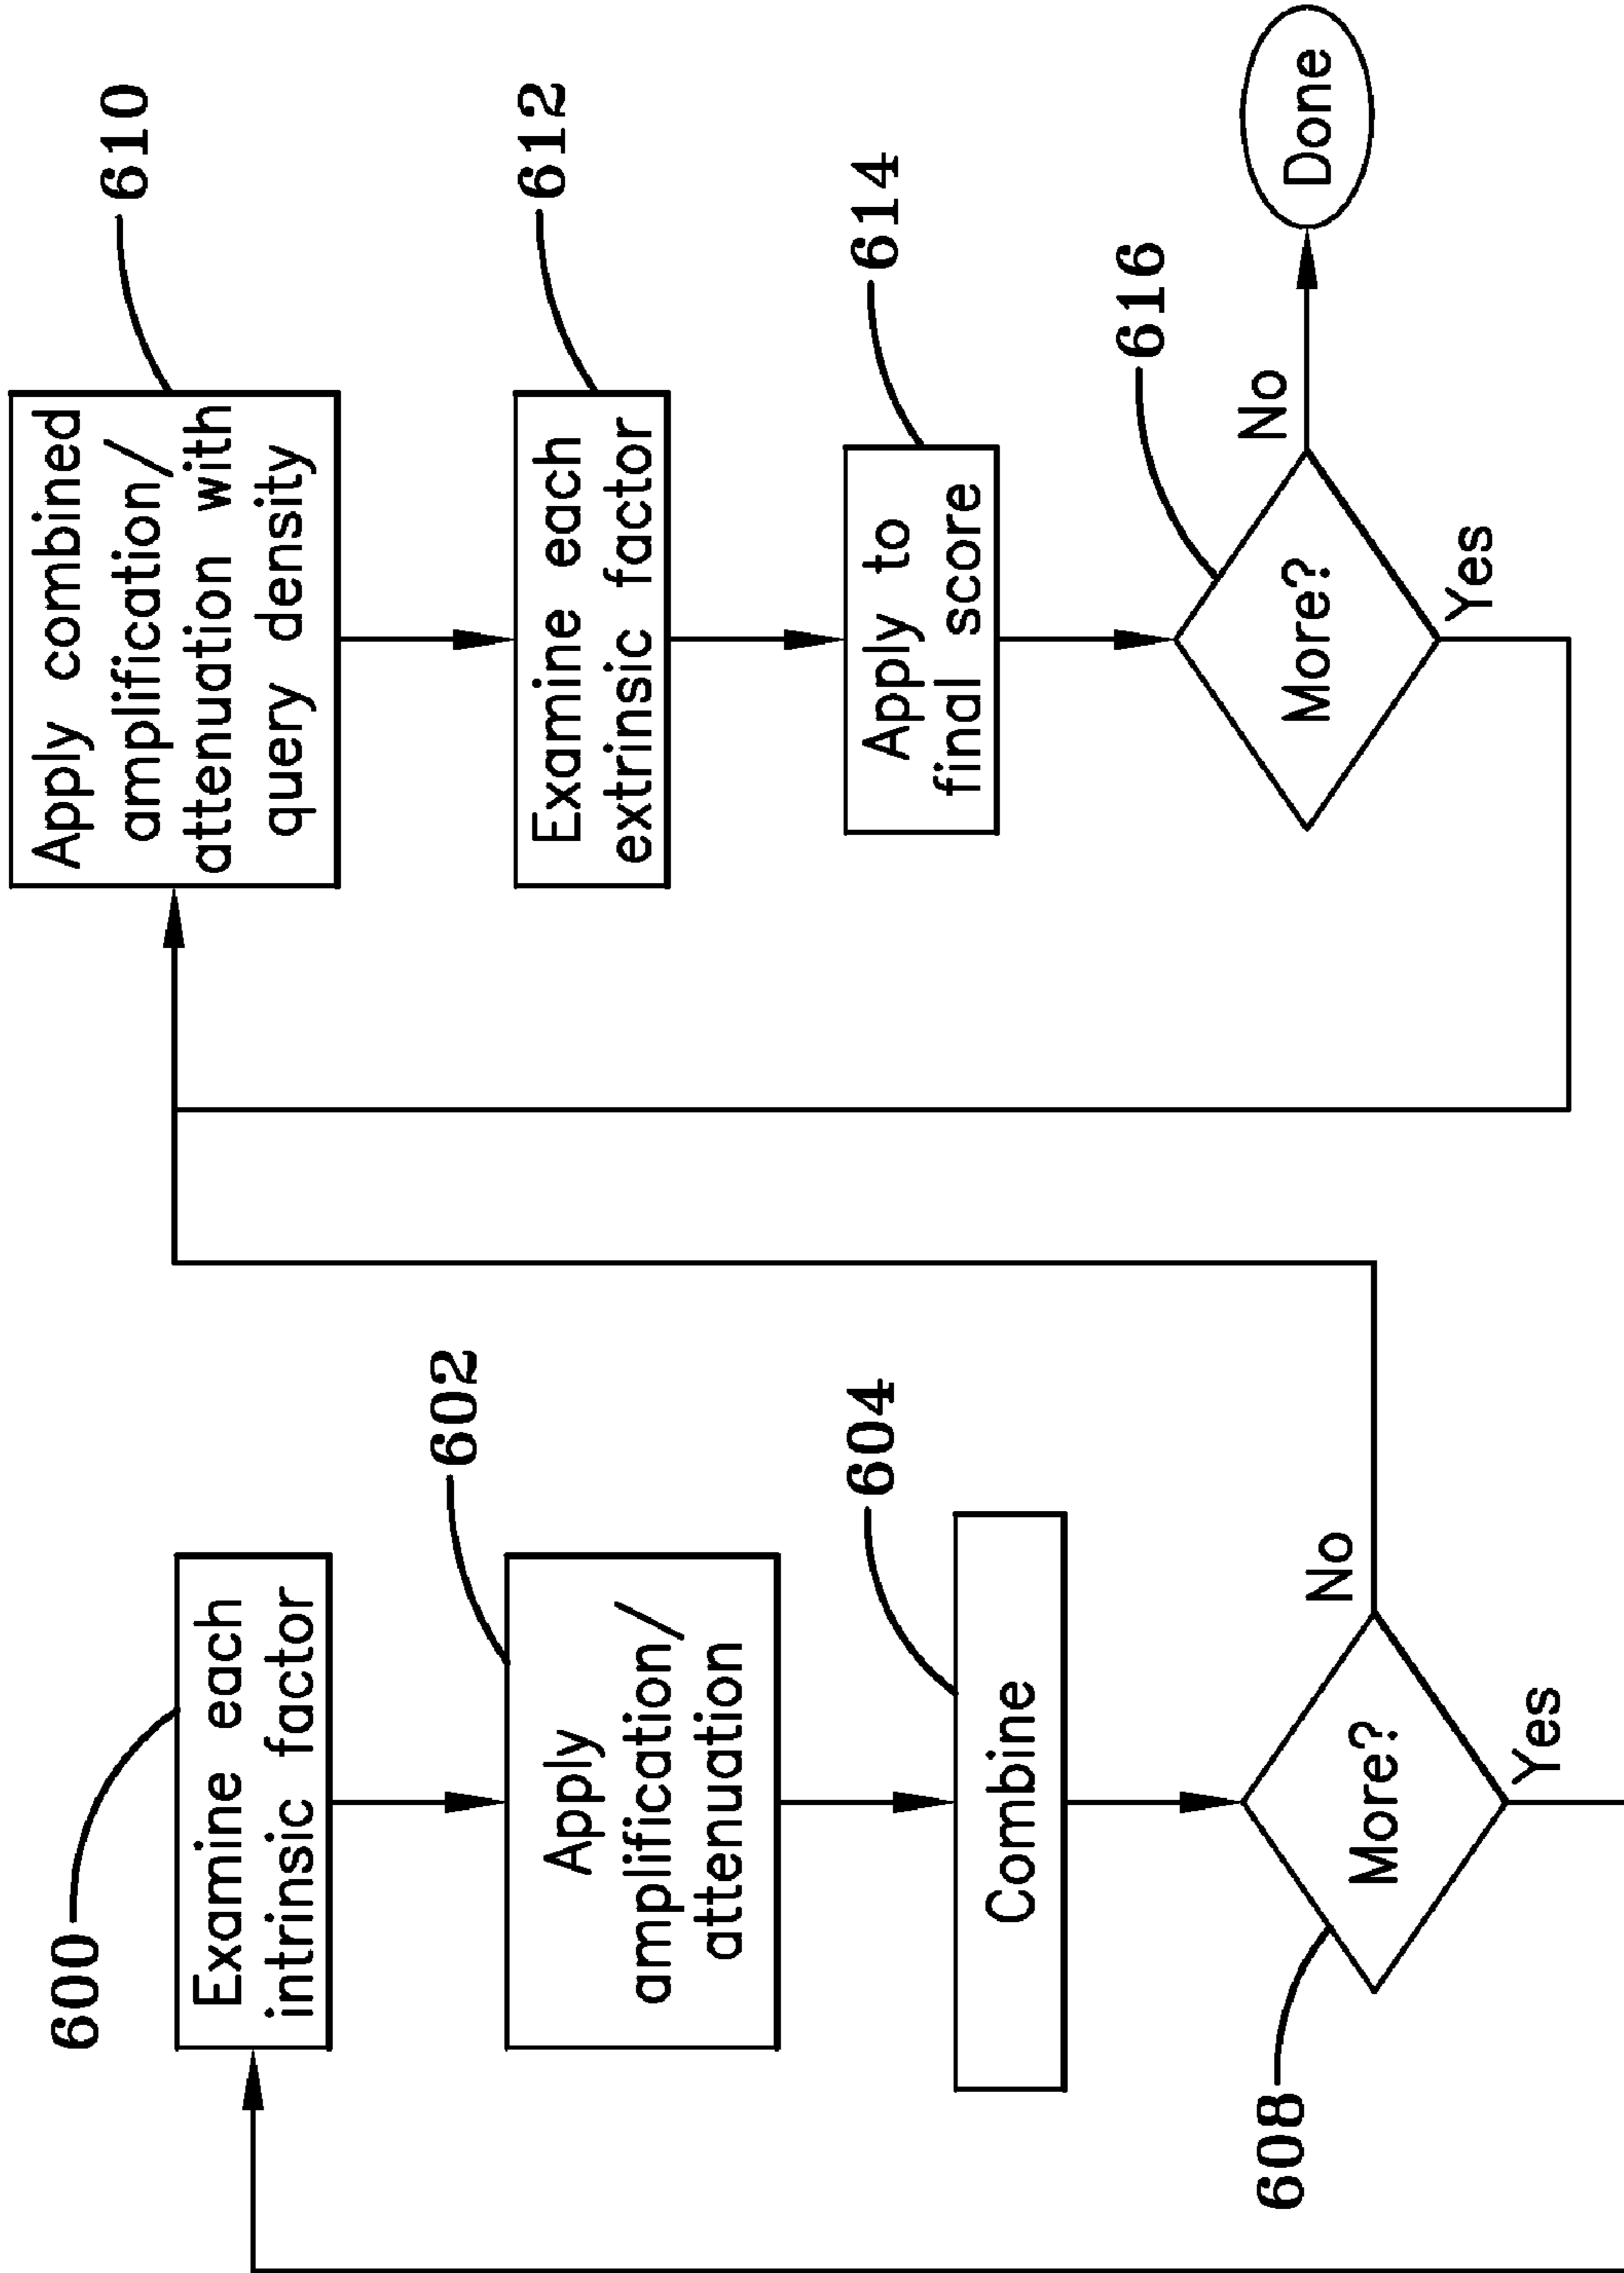 600
Examine each
intrinsic factor
602
Apply
amplification/
attenuation
604
Combine
608
More?
No
Yes
610
Apply combined
amplification/
attenuation with
query density
612
Examine each
extrinsic factor
614
Apply to
final score
616
More?
No
Done
Yes